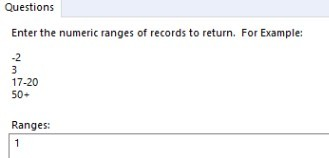 Questions
Enter the numeric ranges of records to return.  For Example:
-2
3
17-20
50+
Ranges:
1